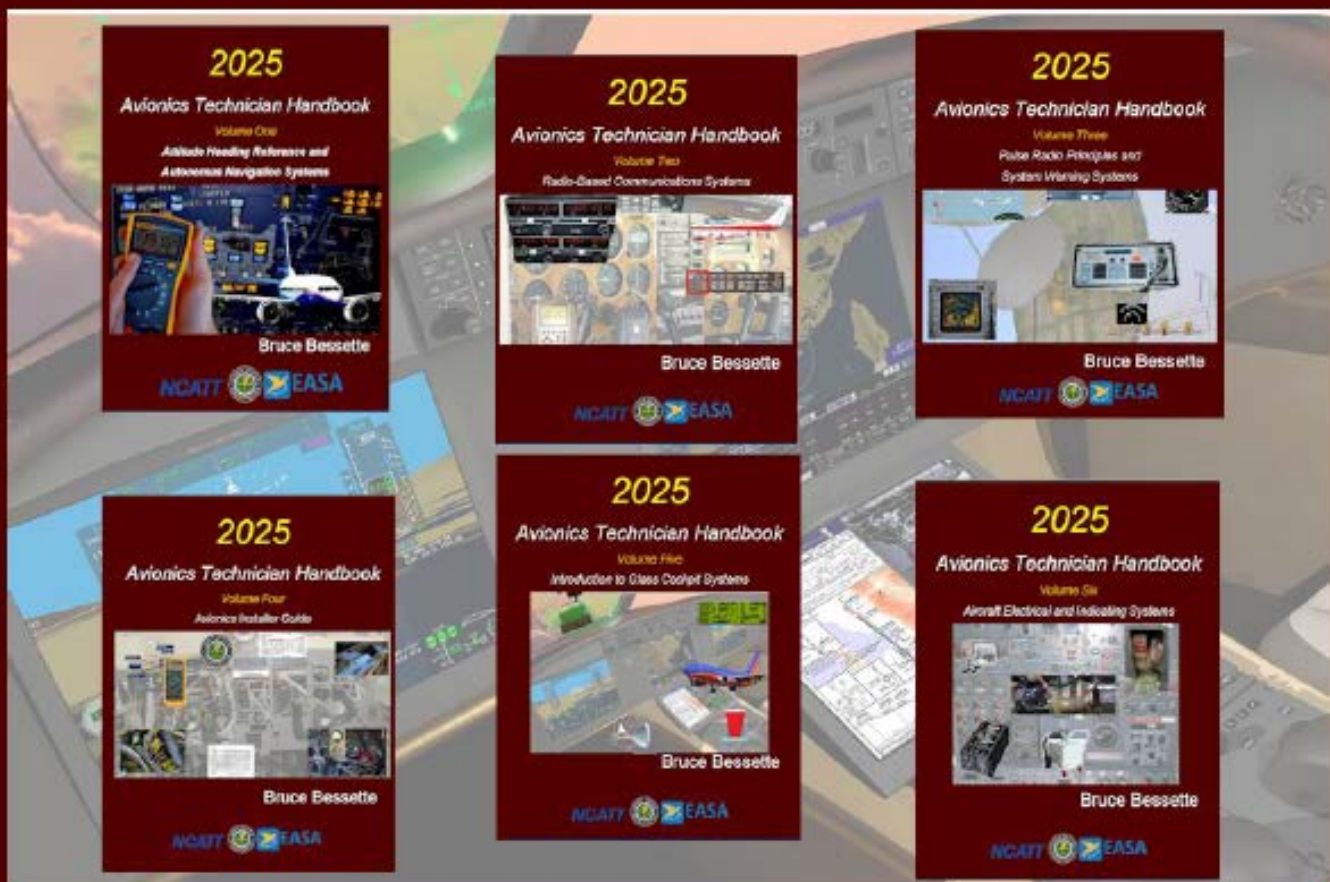 2025
Avionics Technician Handbook
Volume One
Attitude Heading Reference and
Autonomus Navigation Systems
Bruce Bessette
NCATT EASA
2025
Avionics Technician Handbook
Volume Two
Radio-Based Communications Systems
Bruce Bessette
NCATT EASA
2025
Avionics Technician Handbook
Volume Three
Pulse Radio Principles and
System Warning Systems
Bruce Bessette
NCATT EASA
2025
Avionics Technician Handbook
Volume Four
Avionics Installer Guide
Bruce Bessette
NCATT EASA
2025
Avionics Technician Handbook
Volume Five
Introduction to Glass Cockpit Systems
Bruce Bessette
NCATT EASA
2025
Avionics Technician Handbook
Volume Six
Aircraft Electrical and Indicating Systems
Bruce Bessette
NCATT EASA